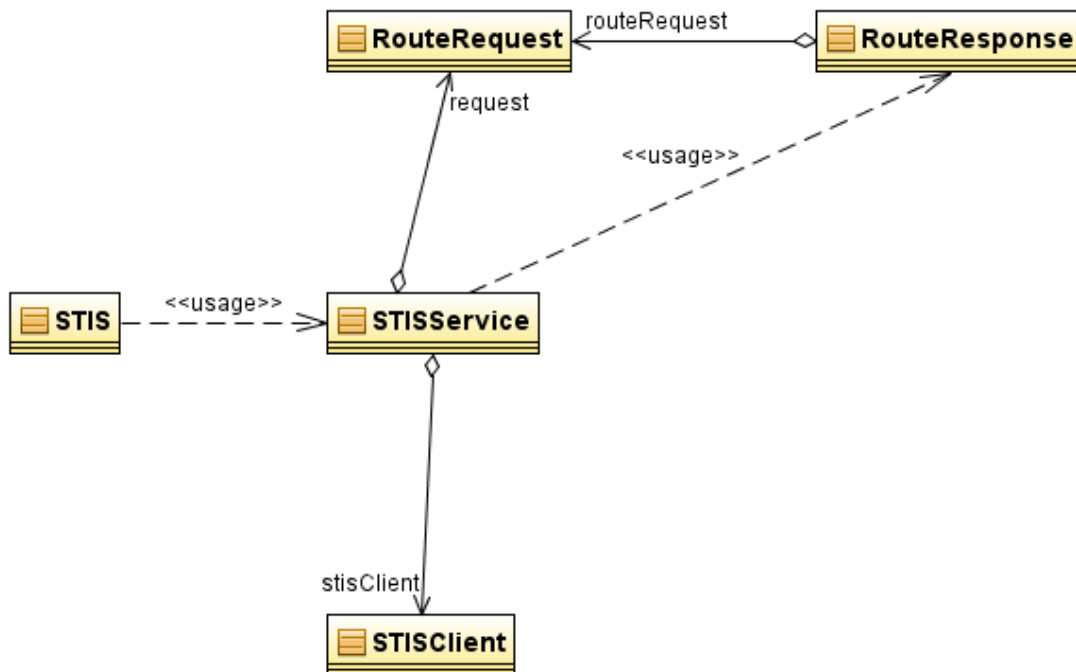 RouteRequest
routeRequest
RouteResponse
request
<<usage>>
STIS
<<usage>>
STISService
stisClient
STISClient